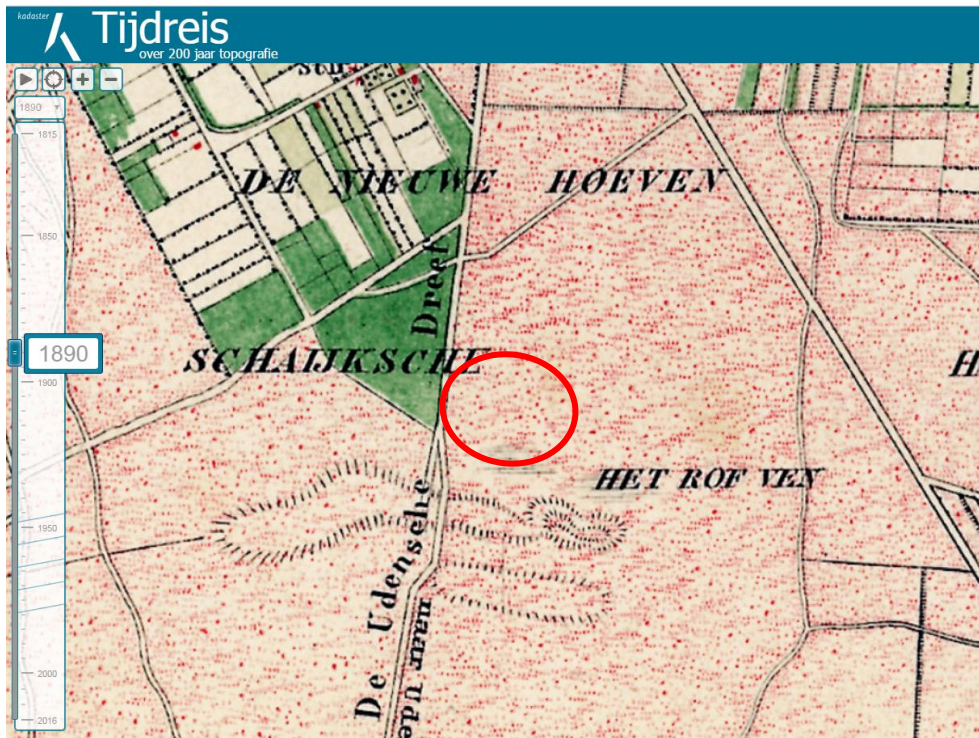 kadaster
Tijdreis
over 200 jaar topografie
1890
1815
1850
1890
1900
1950
2000
2016
DE NIEUWE HOEVEN
Dreef
SCHAIJKSCHE
H
HET ROF VEN
De Udensche
naar Ude